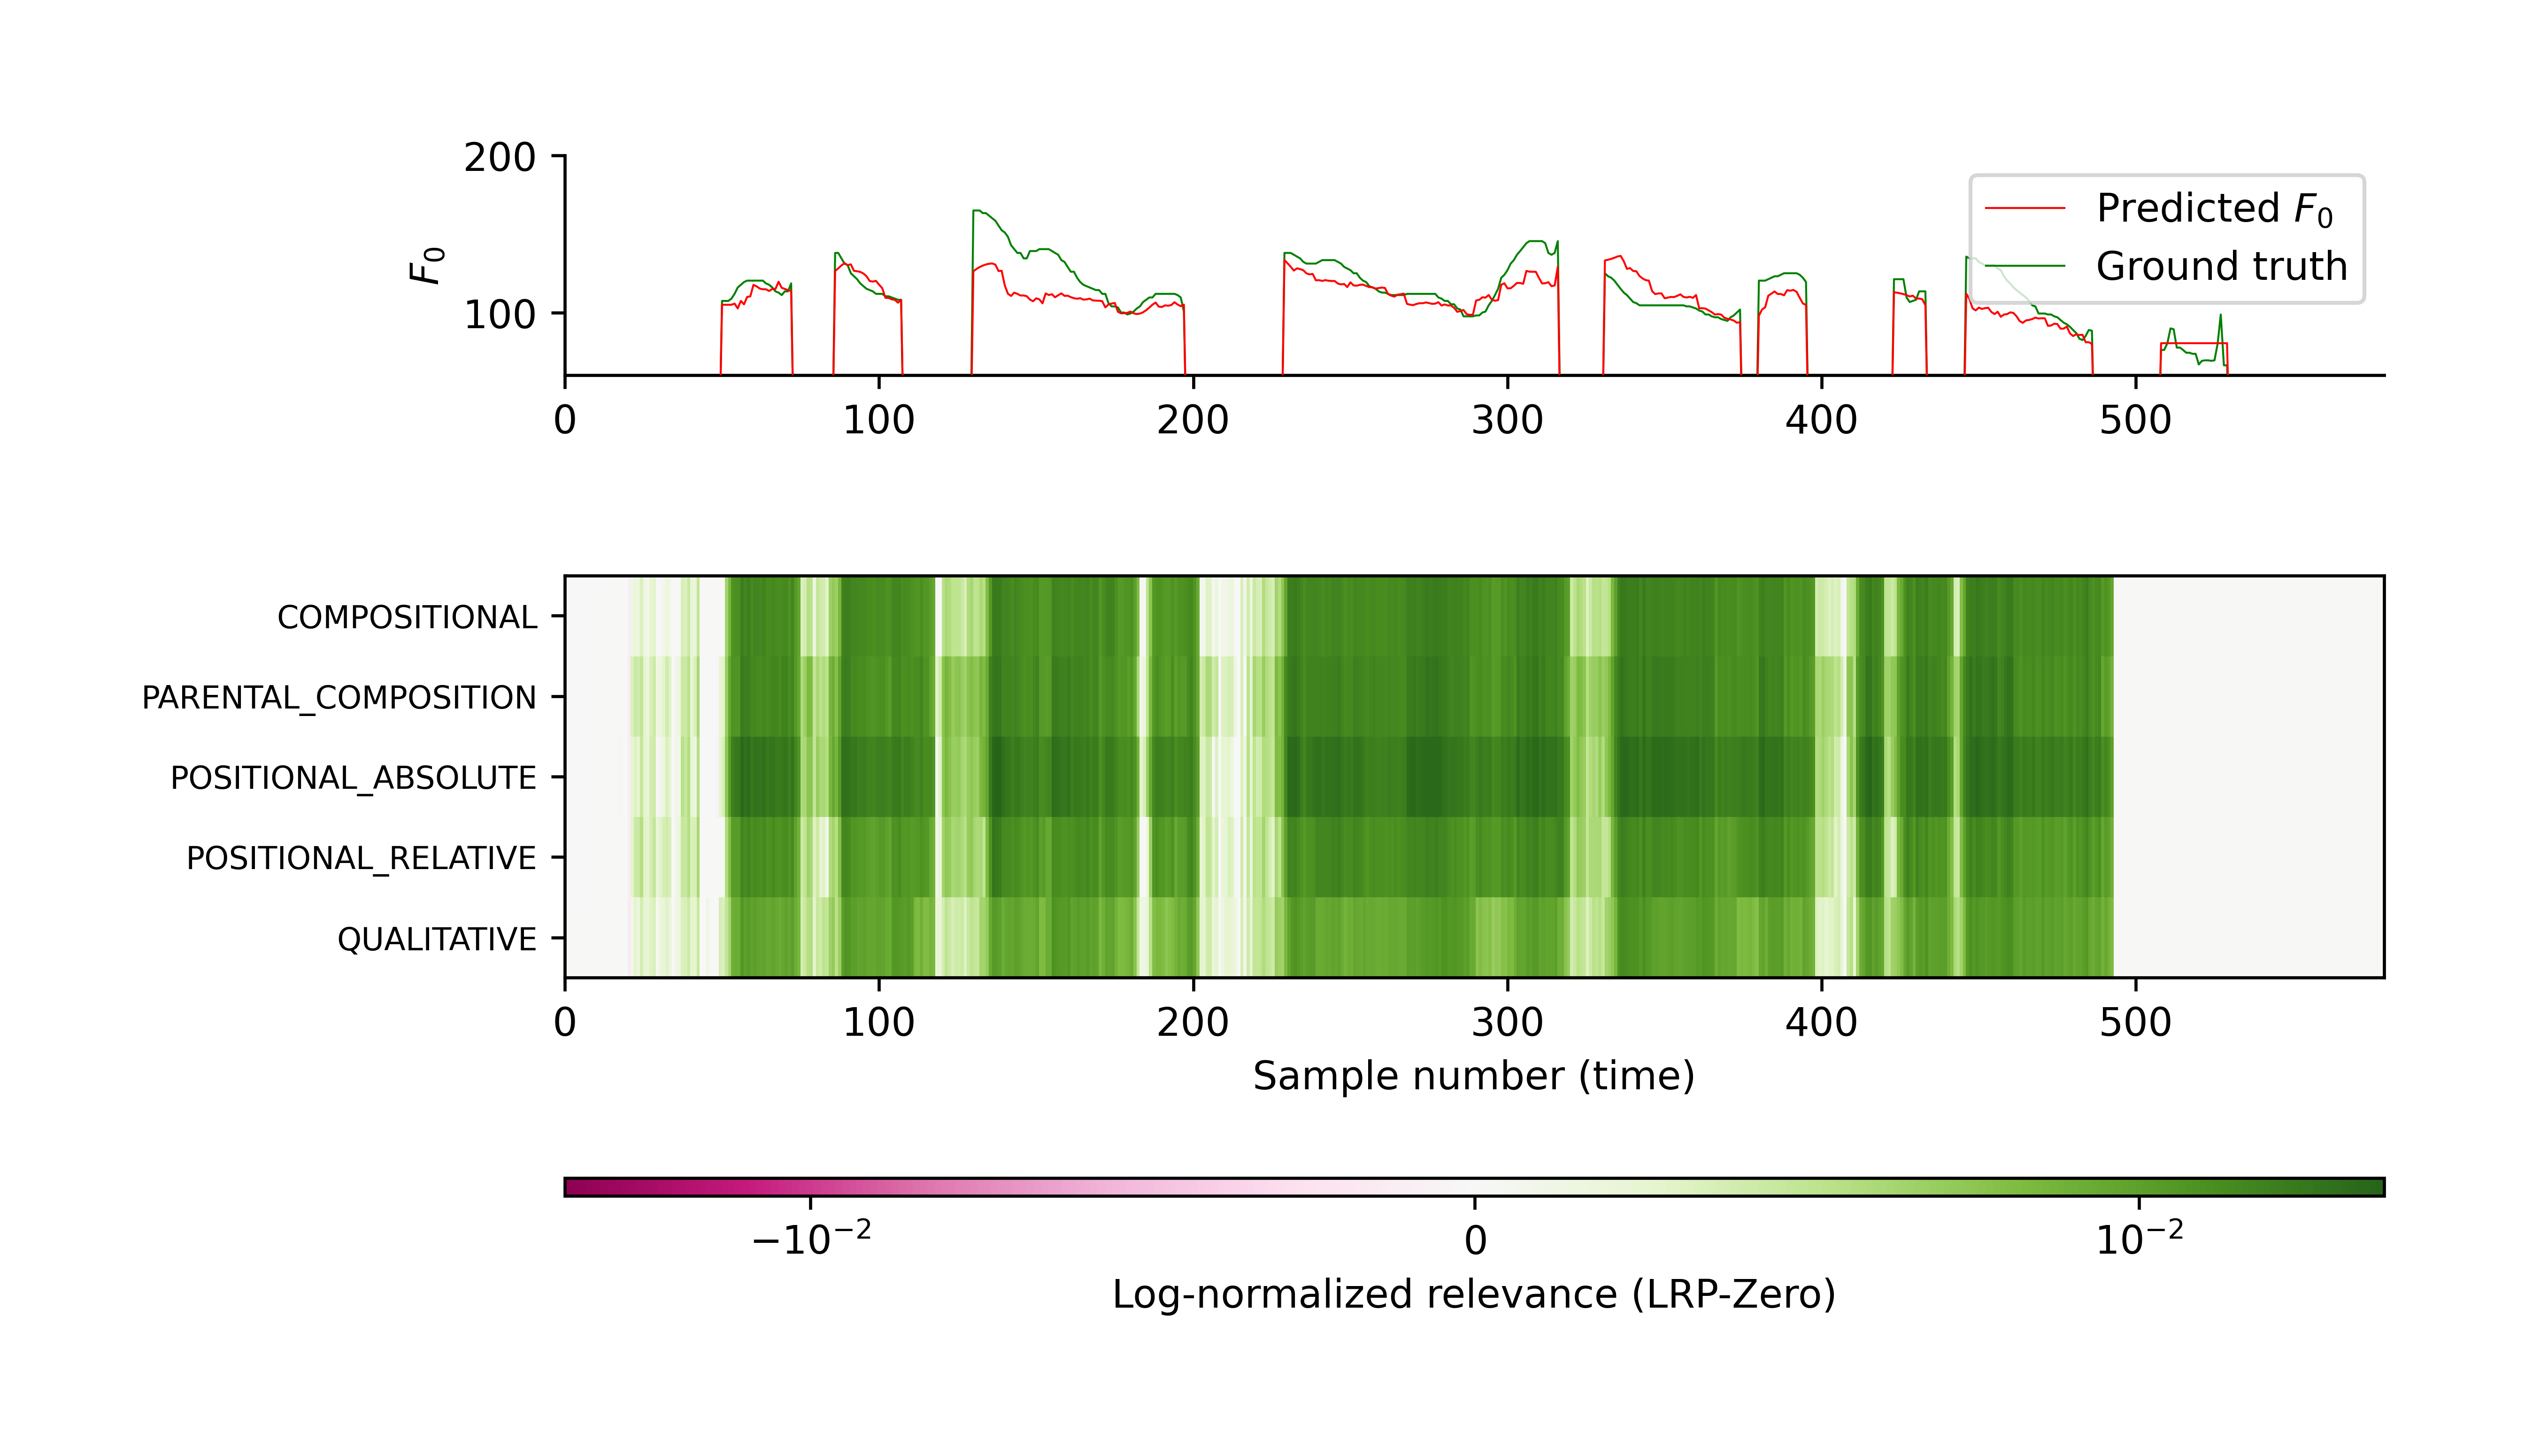 200
100
F₀
Predicted F₀
Ground truth
0 100 200 300 400 500
COMPOSITIONAL
PARENTAL_COMPOSITION
POSITIONAL_ABSOLUTE
POSITIONAL_RELATIVE
QUALITATIVE
0 100 200 300 400 500
Sample number (time)
−10⁻² 0 10⁻²
Log-normalized relevance (LRP-Zero)